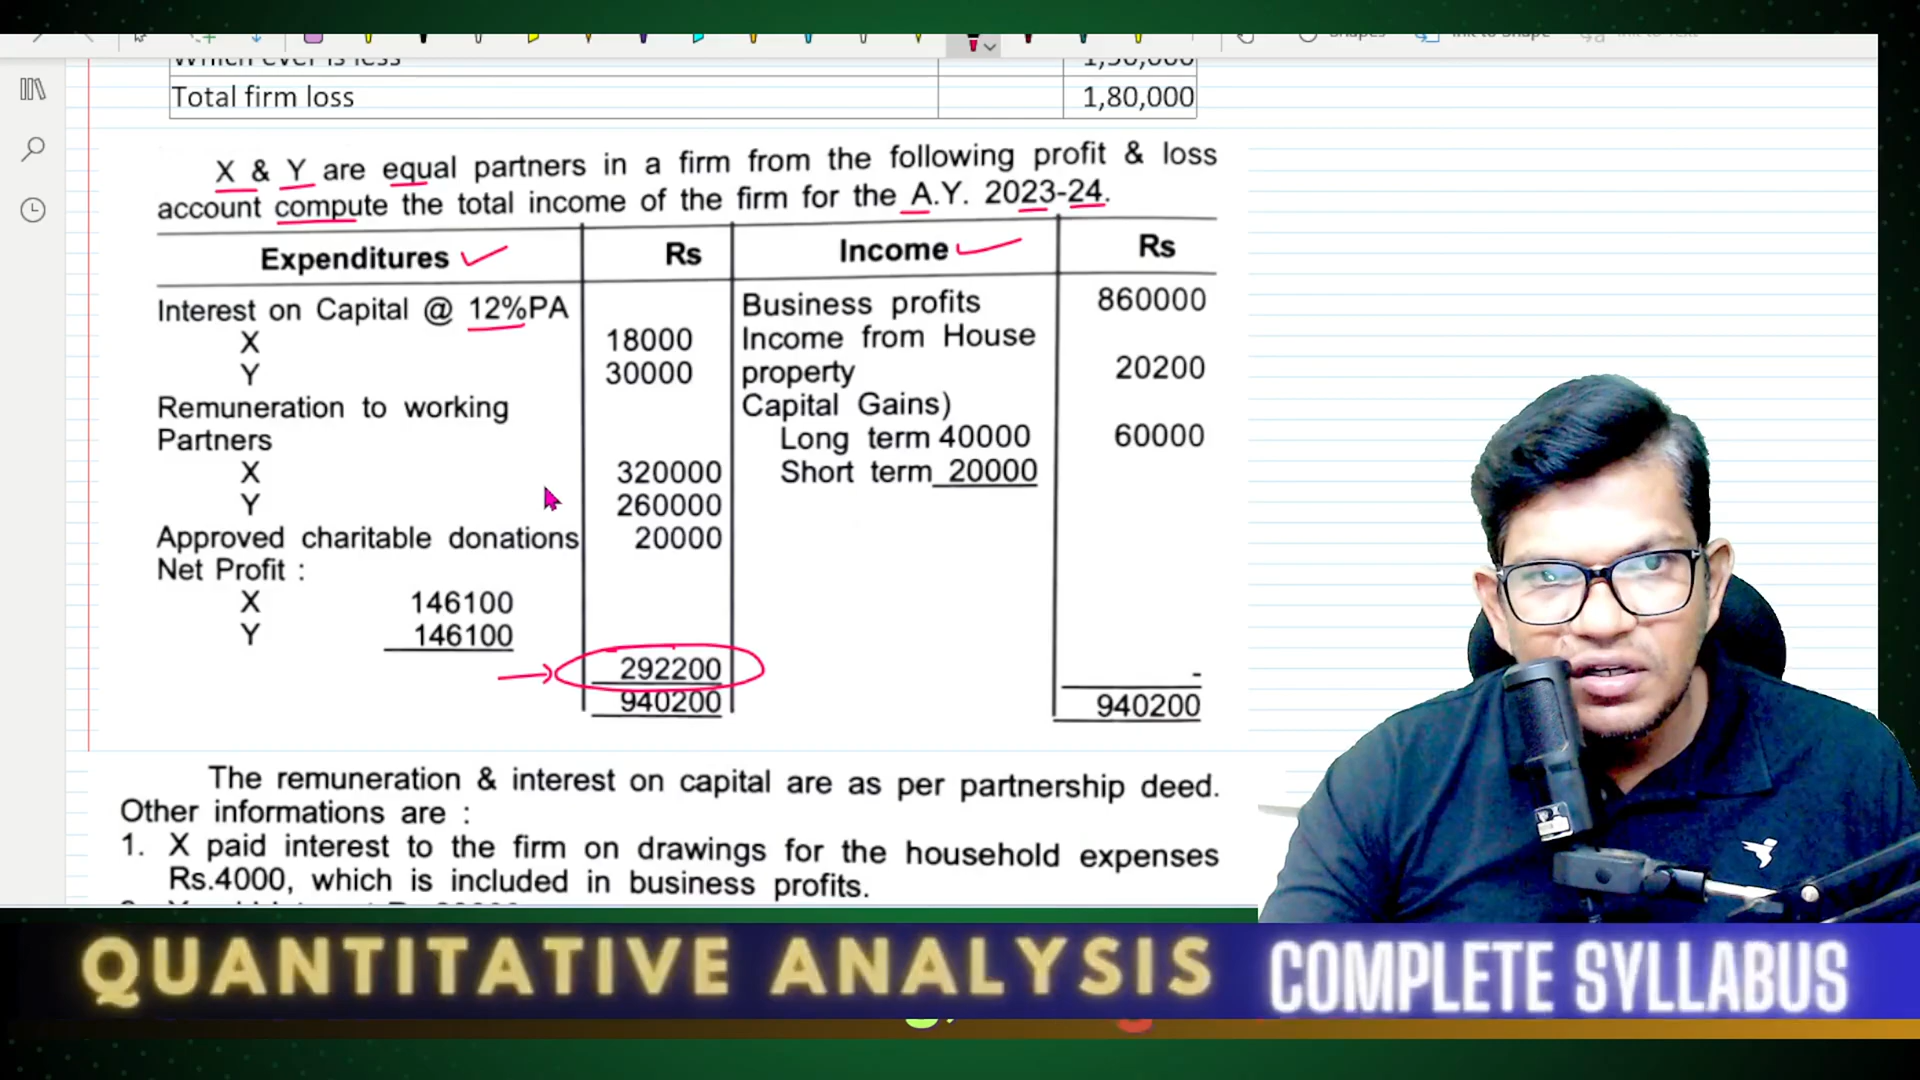 Total firm loss 1,80,000
X & Y are equal partners in a firm from the following profit & loss
account compute the total income of the firm for the A.Y. 2023-24.
Expenditures Rs Income Rs
Interest on Capital @ 12%PA Business profits 860000
X 18000 Income from House
Y 30000 property 20200
Remuneration to working Capital Gains)
Partners Long term 40000 60000
X 320000 Short term 20000
Y 260000
Approved charitable donations 20000
Net Profit :
X 146100
Y 146100
292200 -
940200 940200
The remuneration & interest on capital are as per partnership deed.
Other informations are :
1. X paid interest to the firm on drawings for the household expenses
Rs.4000, which is included in business profits.
QUANTITATIVE ANALYSIS
COMPLETE SYLLABUS